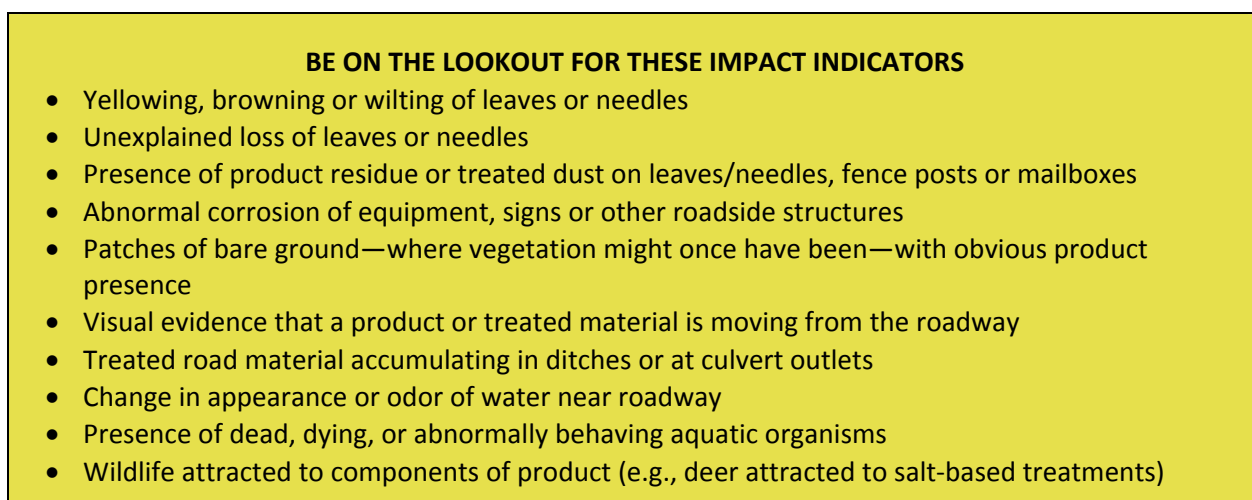 BE ON THE LOOKOUT FOR THESE IMPACT INDICATORS
• Yellowing, browning or wilting of leaves or needles
• Unexplained loss of leaves or needles
• Presence of product residue or treated dust on leaves/needles, fence posts or mailboxes
• Abnormal corrosion of equipment, signs or other roadside structures
• Patches of bare ground—where vegetation might once have been—with obvious product
presence
• Visual evidence that a product or treated material is moving from the roadway
• Treated road material accumulating in ditches or at culvert outlets
• Change in appearance or odor of water near roadway
• Presence of dead, dying, or abnormally behaving aquatic organisms
• Wildlife attracted to components of product (e.g., deer attracted to salt-based treatments)